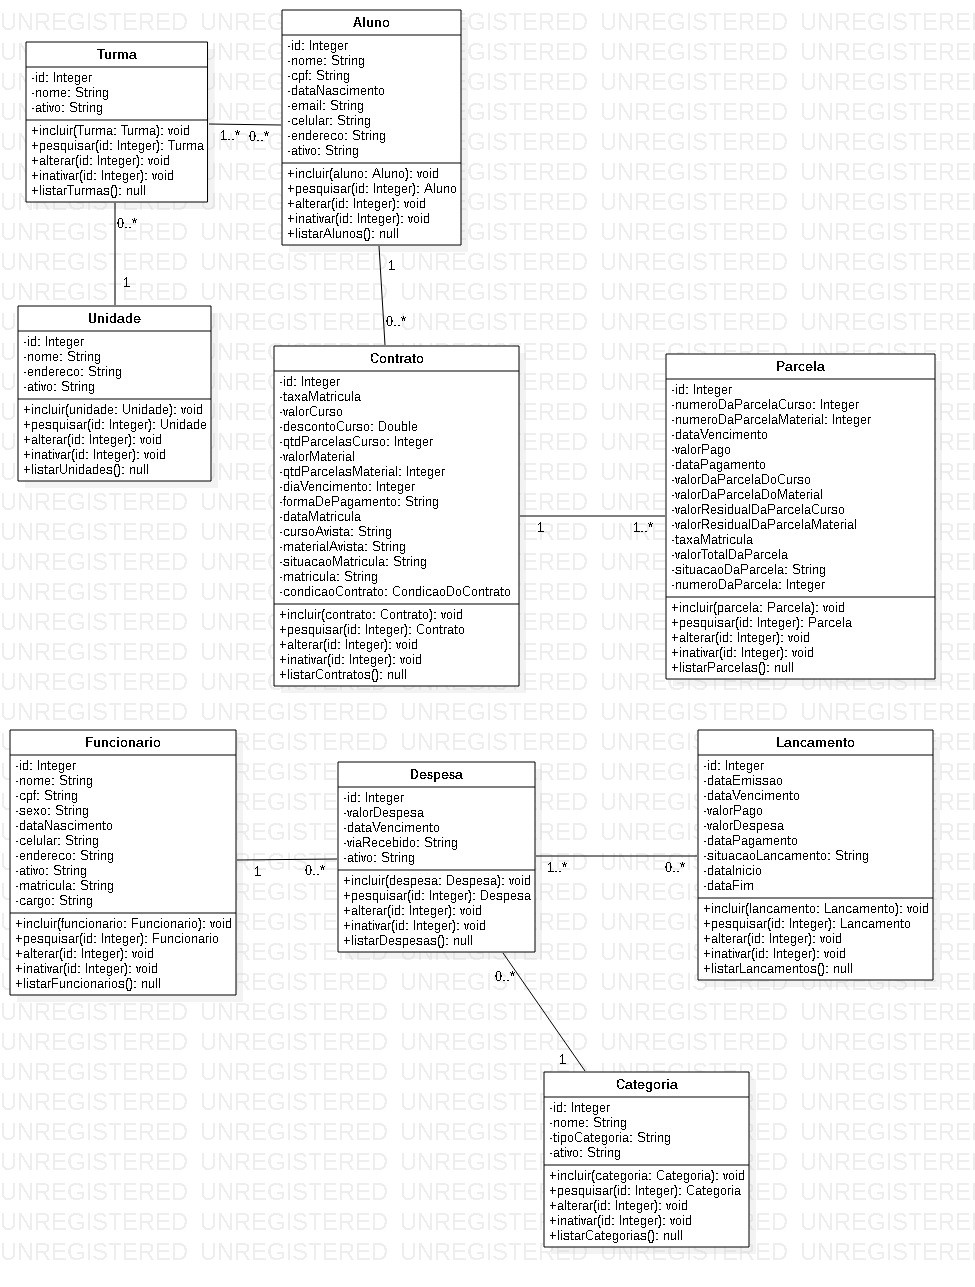 Turma
-id: Integer
-nome: String
-ativo: String
+incluir(Turma: Turma): void
+pesquisar(id: Integer): Turma
+alterar(id: Integer): void
+inativar(id: Integer): void
+listarTurmas(): null
1..* 0..*
Aluno
-id: Integer
-nome: String
-cpf: String
-dataNascimento
-email: String
-celular: String
-endereco: String
-ativo: String
+incluir(aluno: Aluno): void
+pesquisar(id: Integer): Aluno
+alterar(id: Integer): void
+inativar(id: Integer): void
+listarAlunos(): null
0..*
1
1
0..*
Unidade
-id: Integer
-nome: String
-endereco: String
-ativo: String
+incluir(unidade: Unidade): void
+pesquisar(id: Integer): Unidade
+alterar(id: Integer): void
+inativar(id: Integer): void
+listarUnidades(): null
Contrato
-id: Integer
-taxaMatricula
-valorCurso
-descontoCurso: Double
-qtdParcelasCurso: Integer
-valorMaterial
-qtdParcelasMaterial: Integer
-diaVencimento: Integer
-formaDePagamento: String
-dataMatricula
-cursoAvista: String
-materialAvista: String
-situacaoMatricula: String
-matricula: String
-condicaoContrato: CondicaoDoContrato
+incluir(contrato: Contrato): void
+pesquisar(id: Integer): Contrato
+alterar(id: Integer): void
+inativar(id: Integer): void
+listarContratos(): null
1 1..*
Parcela
-id: Integer
-numeroDaParcelaCurso: Integer
-numeroDaParcelaMaterial: Integer
-dataVencimento
-valorPago
-dataPagamento
-valorDaParcelaDoCurso
-valorDaParcelaDoMaterial
-valorResidualDaParcelaCurso
-valorResidualDaParcelaMaterial
-taxaMatricula
-valorTotalDaParcela
-situacaoDaParcela: String
-numeroDaParcela: Integer
+incluir(parcela: Parcela): void
+pesquisar(id: Integer): Parcela
+alterar(id: Integer): void
+inativar(id: Integer): void
+listarParcelas(): null
Funcionario
-id: Integer
-nome: String
-cpf: String
-sexo: String
-dataNascimento
-celular: String
-endereco: String
-ativo: String
-matricula: String
-cargo: String
+incluir(funcionario: Funcionario): void
+pesquisar(id: Integer): Funcionario
+alterar(id: Integer): void
+inativar(id: Integer): void
+listarFuncionarios(): null
1 0..*
Despesa
-id: Integer
-valorDespesa
-dataVencimento
-viaRecebido: String
-ativo: String
+incluir(despesa: Despesa): void
+pesquisar(id: Integer): Despesa
+alterar(id: Integer): void
+inativar(id: Integer): void
+listarDespesas(): null
1..* 0..*
Lancamento
-id: Integer
-dataEmissao
-dataVencimento
-valorPago
-valorDespesa
-dataPagamento
-situacaoLancamento: String
-dataInicio
-dataFim
+incluir(lancamento: Lancamento): void
+pesquisar(id: Integer): Lancamento
+alterar(id: Integer): void
+inativar(id: Integer): void
+listarLancamentos(): null
0..*
1
Categoria
-id: Integer
-nome: String
-tipoCategoria: String
-ativo: String
+incluir(categoria: Categoria): void
+pesquisar(id: Integer): Categoria
+alterar(id: Integer): void
+inativar(id: Integer): void
+listarCategorias(): null
UNREGISTERED